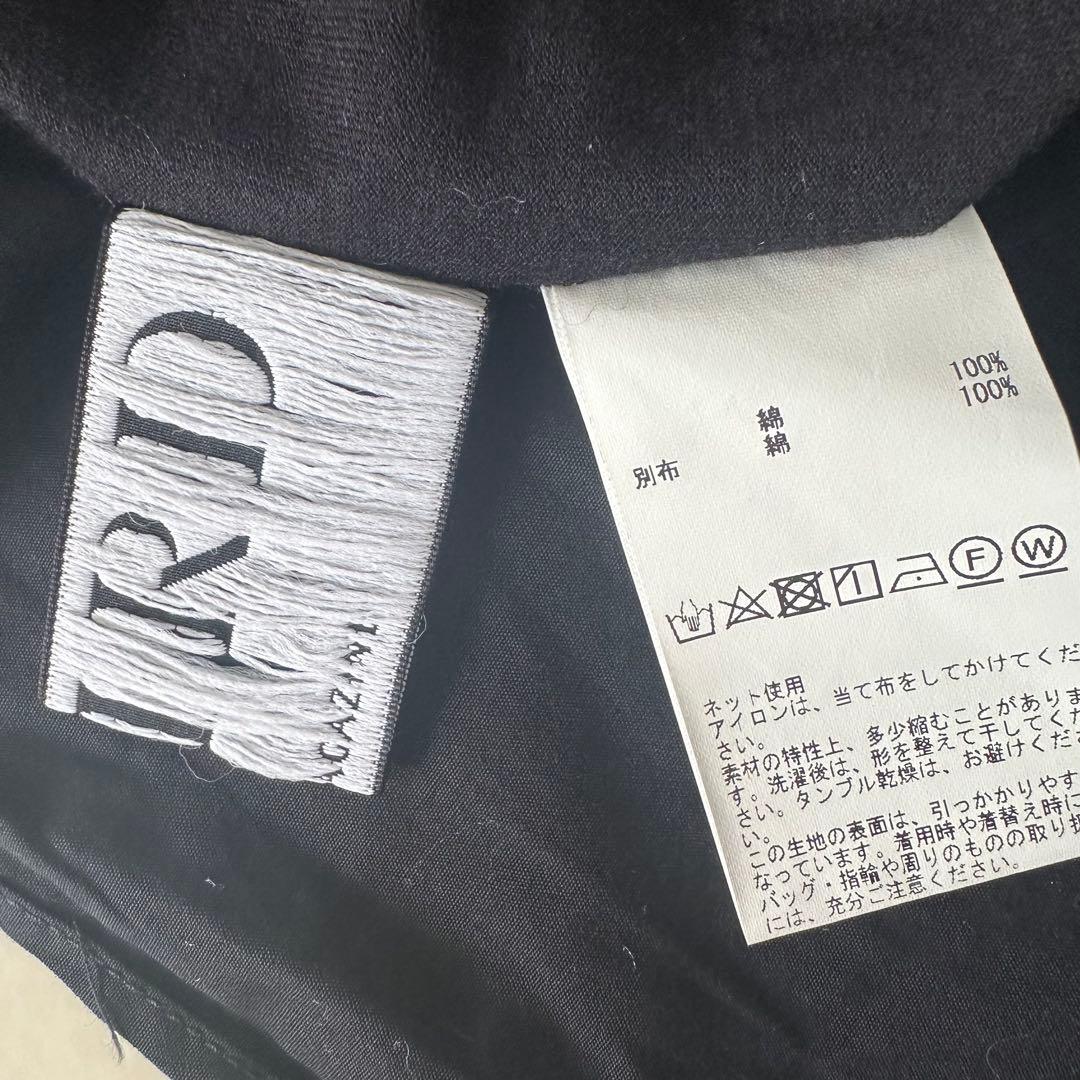 綿 100%
別布 綿 100%
F W
ネット使用
アイロンは、当て布をしてかけてくだ
さい。
素材の特性上、多少縮むことがありま
す。洗濯後は、形を整えて干してくだ
さい。タンブル乾燥は、お避けくださ
い。
この生地の表面は、引っかかりやす
なっています。着用時や着替え時に
バッグ・指輪や周りのものの取り扱
には、充分ご注意ください。